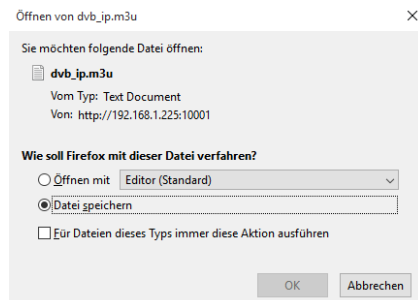 Öffnen von dvb_ip.m3u
Sie möchten folgende Datei öffnen:
dvb_ip.m3u
Vom Typ: Text Document
Von: http://192.168.1.225:10001
Wie soll Firefox mit dieser Datei verfahren?
Öffnen mit Editor (Standard)
Datei speichern
Für Dateien dieses Typs immer diese Aktion ausführen
OK Abbrechen